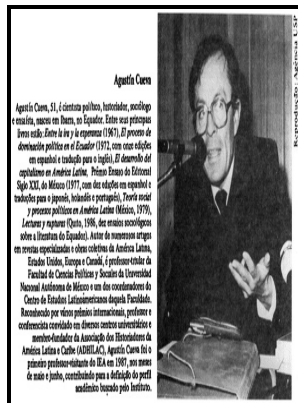 Agustín Cueva
Agustín Cueva, 51, é cientista político, historiador, sociólogo
e ensaísta, nasceu em Ibarra, no Equador. Entre seus principais
livros estão: Entre la ira y la esperanza (1967), El proceso de
dominación política en el Ecuador (1972, com onze edições
em espanhol e tradução para o inglês), El desarrollo del
capitalismo en América Latina, Prêmio Ensaio do Editorial
Siglo XXI, do México (1977, com dez edições em espanhol e
traduções para o japonês, holandês e português), Teoría social
y procesos políticos en América Latina (México, 1979),
Lecturas y rupturas (Quito, 1986, dez ensaios sociológicos
sobre a literatura do Equador). Autor de numerosos artigos
em revistas especializadas e obras coletivas da América Latina,
Estados Unidos, Europa e Canadá, é professor-titular da
Facultad de Ciencias Políticas y Sociales da Universidad
Nacional Autónoma de México e um dos coordenadores do
Centro de Estudios Latinoamericanos daquela Faculdade.
Reconhecido por vários prêmios internacionais, professor e
conferencista convidado em diversos centros universitários e
membro-fundador da Associação dos Historiadores da
América Latina e Caribe (ADHILAC), Agustín Cueva foi o
primeiro professor-visitante do IEA em 1987, nos meses
de maio e junho, contribuindo para a definição do perfil
acadêmico buscado pelo Instituto.
Reprodução: Agência USP